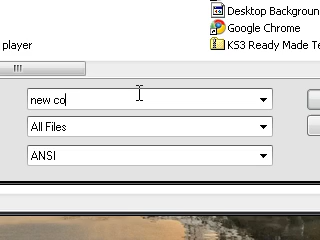 Desktop Backgroun
Google Chrome
KS3 Ready Made Te
player
new co
All Files
ANSI